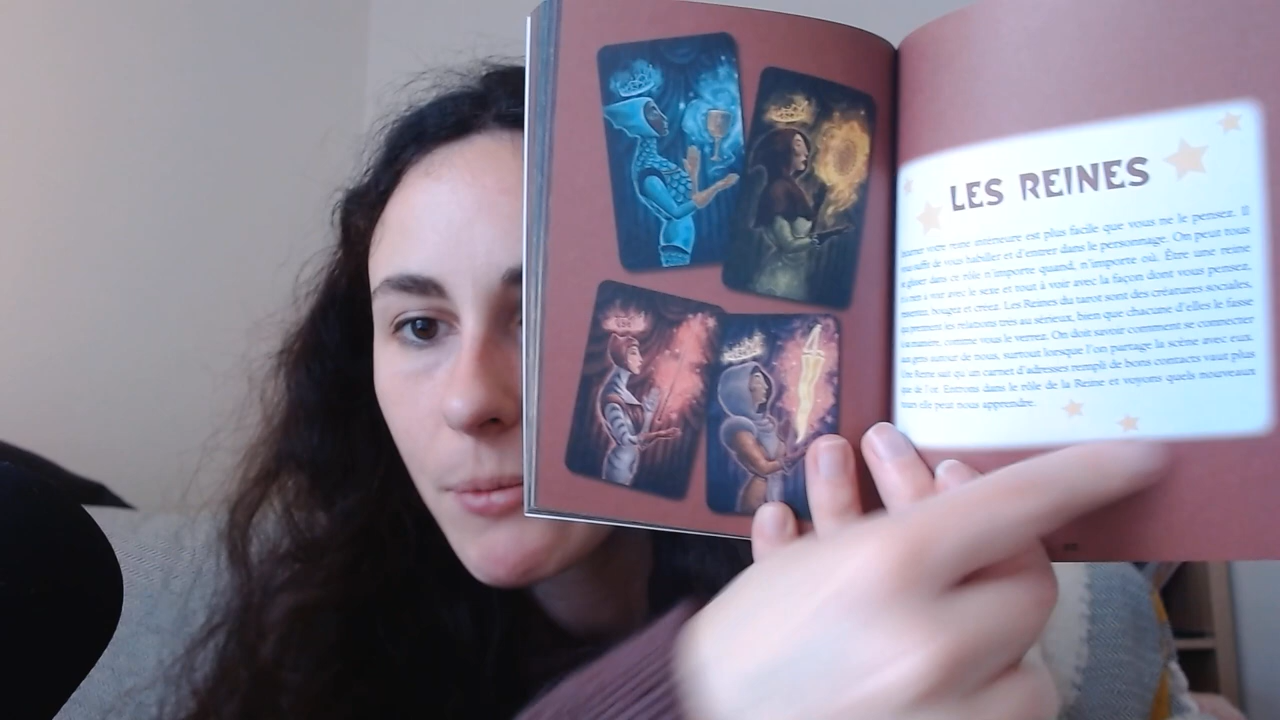 LES REINES
votre reine intérieure est plus facile que vous ne le pensez. Il
suffit de vous habiller et d'entrer dans le personnage. On peut tous
se glisser dans ce rôle n'importe quand, n'importe où. Être une reine
n'a rien à voir avec le sexe et tout à voir avec la façon dont vous pensez,
ressentez, bougez et créez. Les Reines du tarot sont des créatures sociales,
qui prennent les relations très au sérieux, bien que chacune d'elles le fasse
à sa manière, comme vous le verrez. On doit savoir comment se connecter
aux gens autour de nous, surtout lorsque l'on partage la scène avec eux.
Une Reine sait qu'un carnet d'adresses rempli de bons contacts vaut plus
que de l'or. Entrons dans le rôle de la Reine et voyons quels nouveaux
tours elle peut nous apprendre.